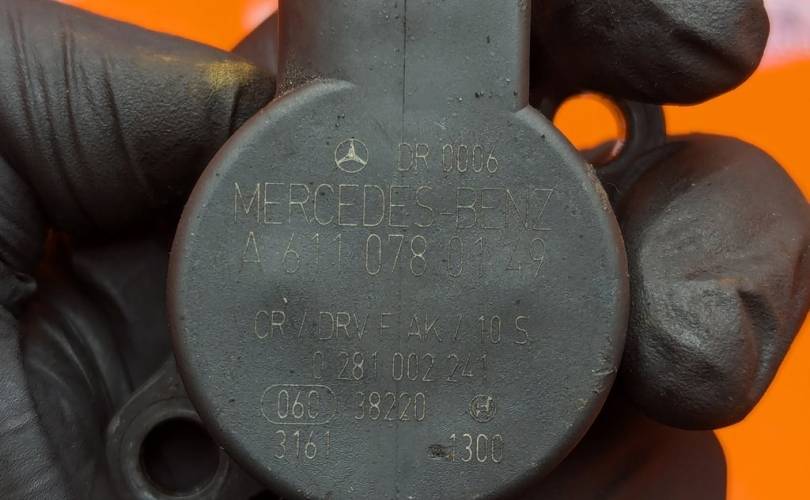 DR 0006
MERCEDES-BENZ
A 611 078 01 49
CR / DRV F AK / 10 S
0 281 002 241
060 38220
3161 1300